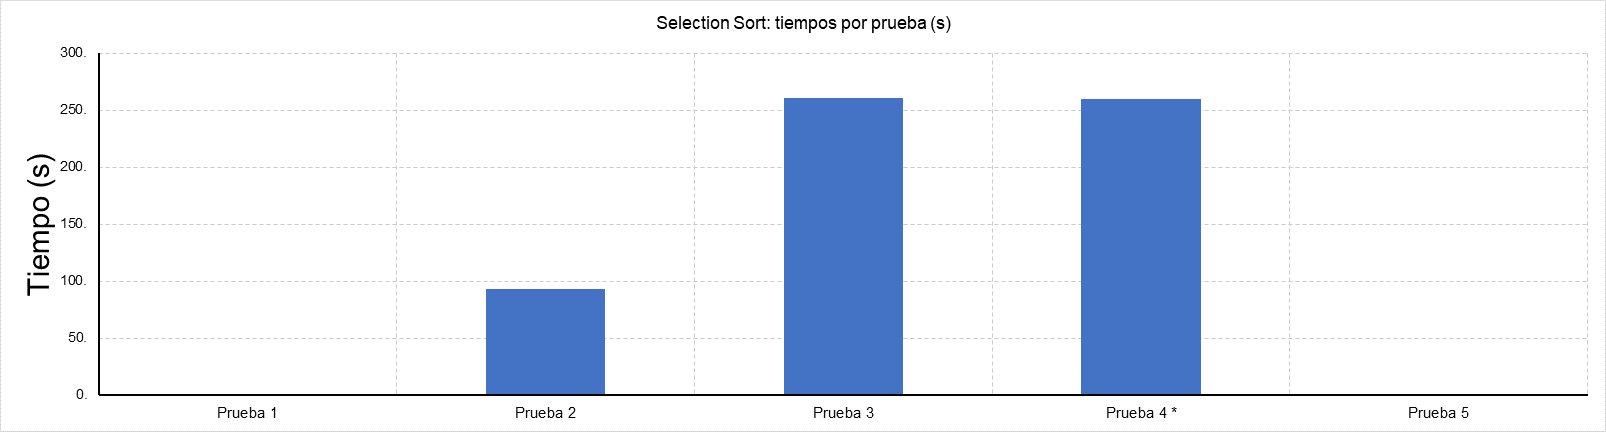 Selection Sort: tiempos por prueba (s)
Tiempo (s)
300.
250.
200.
150.
100.
50.
0.
Prueba 1
Prueba 2
Prueba 3
Prueba 4 *
Prueba 5